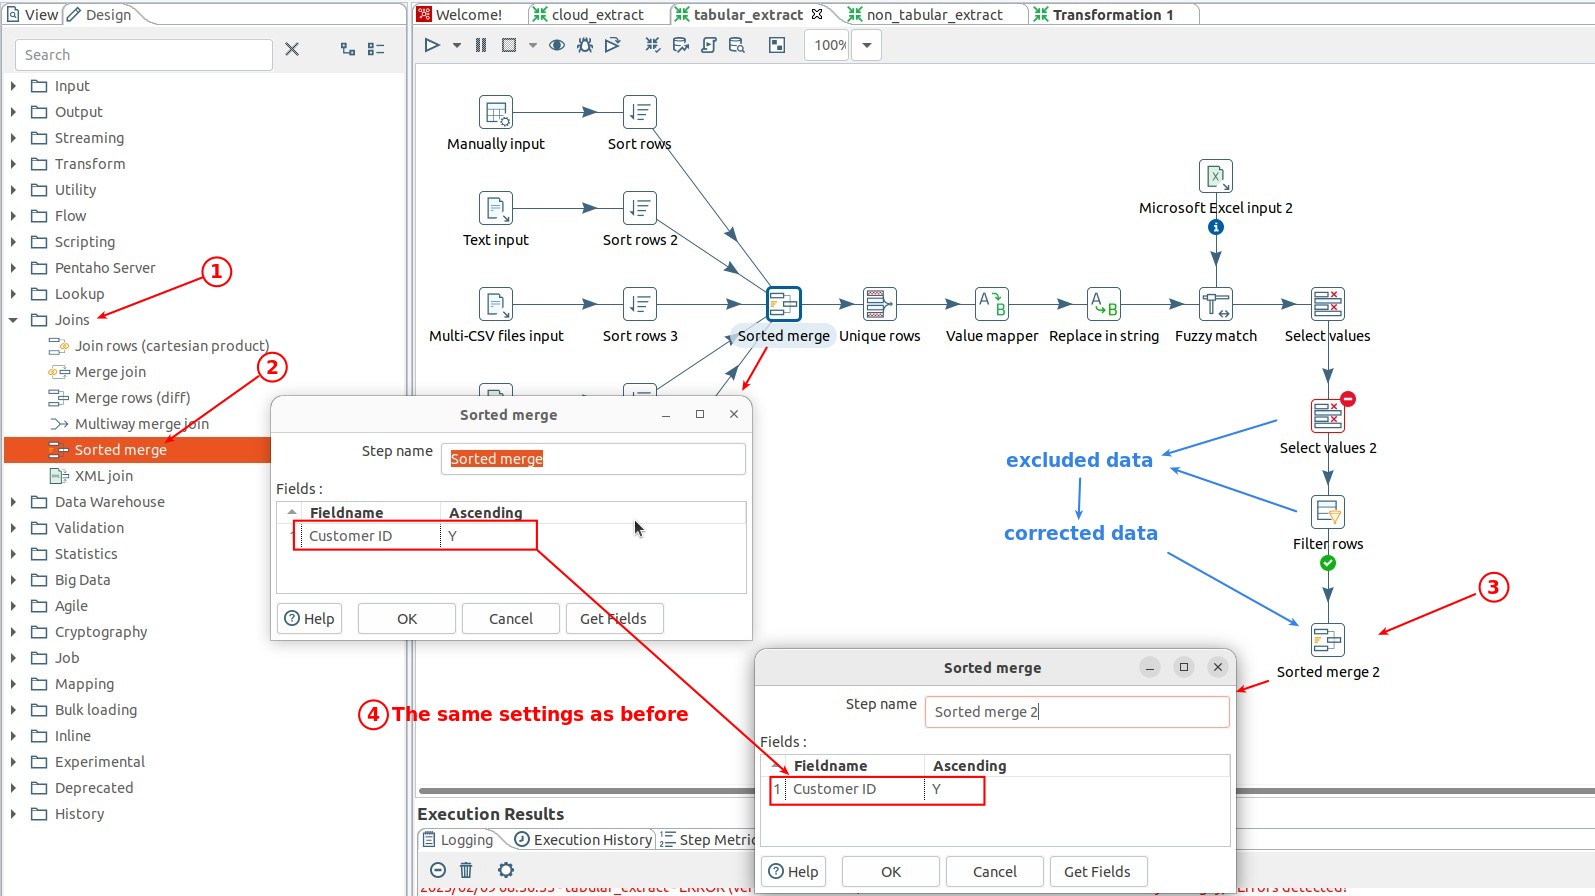 View
Design
Welcome!
cloud_extract
tabular_extract
non_tabular_extract
Transformation 1
Search
100%
Input
Output
Streaming
Transform
Utility
Flow
Scripting
Pentaho Server
Lookup
Joins
Join rows (cartesian product)
Merge join
Merge rows (diff)
Multiway merge join
Sorted merge
XML join
Data Warehouse
Validation
Statistics
Big Data
Agile
Cryptography
Job
Mapping
Bulk loading
Inline
Experimental
Deprecated
History
1
2
Manually input
Sort rows
Text input
Sort rows 2
Multi-CSV files input
Sort rows 3
Sorted merge
Unique rows
Value mapper
Replace in string
Fuzzy match
Select values
Microsoft Excel input 2
Select values 2
excluded data
corrected data
Filter rows
3
Sorted merge 2
Sorted merge
Step name
Sorted merge
Fields :
Fieldname
Ascending
Customer ID
Y
Help
OK
Cancel
Get Fields
4 The same settings as before
Sorted merge
Step name
Sorted merge 2
Fields :
Fieldname
Ascending
1
Customer ID
Y
Help
OK
Cancel
Get Fields
Execution Results
Logging
Execution History
Step Metric
tabular_extract - ERROR
Errors detected!